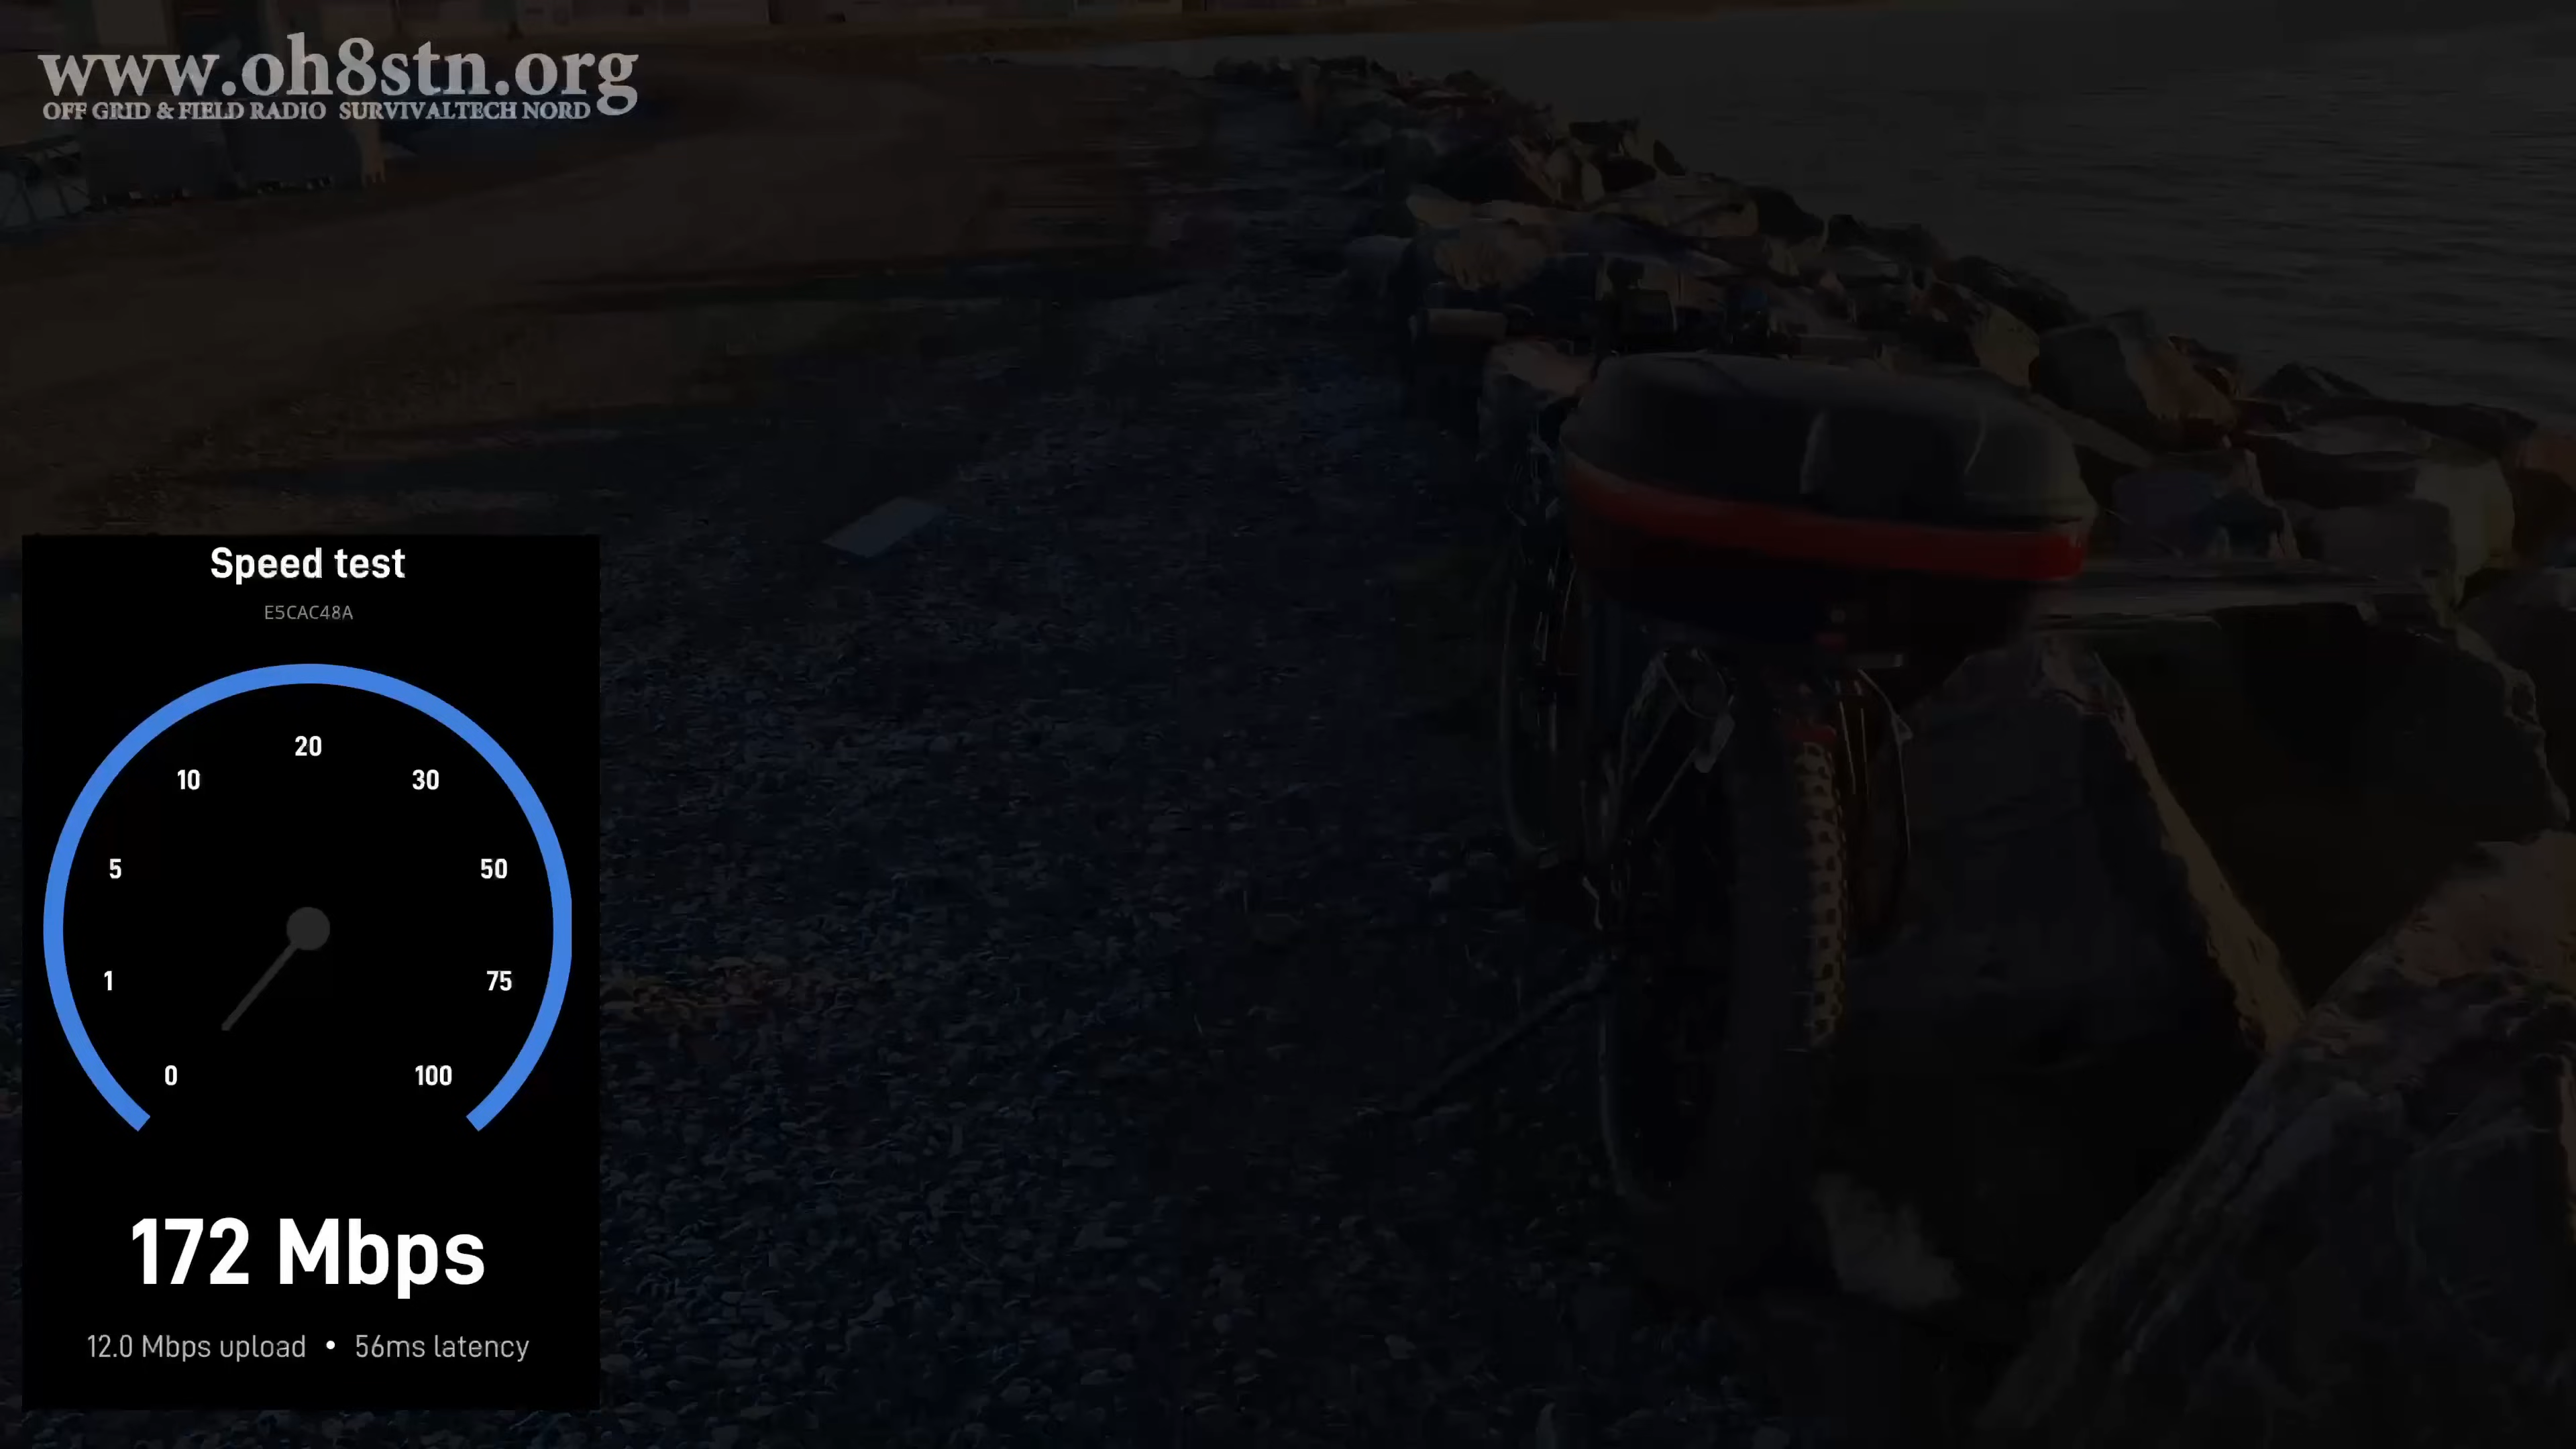 www.oh8stn.org
OFF GRID & FIELD RADIO SURVIVALTECH NORD
Speed test
E5CAC48A
20
10
30
5
50
1
75
0
100
172 Mbps
12.0 Mbps upload • 56ms latency